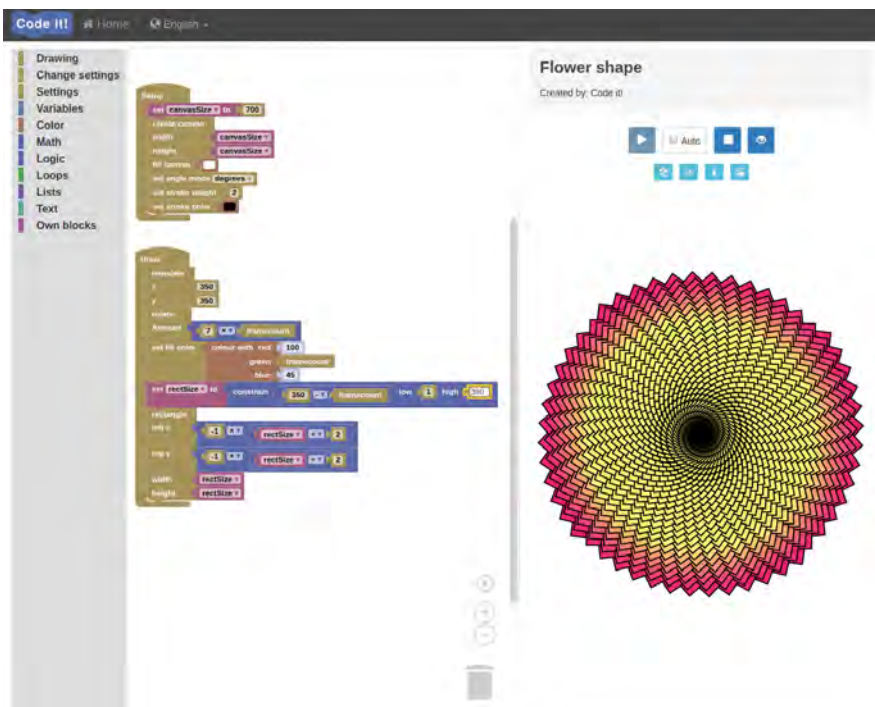 Code It! Home English
Drawing
Change settings
Settings
Variables
Color
Math
Logic
Loops
Lists
Text
Own blocks
Setup
set canvasSize to 700
create canvas
width canvasSize
height canvasSize
fill canvas
set angle mode degrees
set stroke weight 2
set stroke color
Draw
translate
x 350
y 350
rotate
7 × framecount
set fill color colour with red 100
green framecount
blue 45
set rectSize to constrain 350 - framecount low 1 high 350
rectangle
left x -1 × rectSize ÷ 2
top y -1 × rectSize ÷ 2
width rectSize
height rectSize
Flower shape
Created by: Code it!
Auto